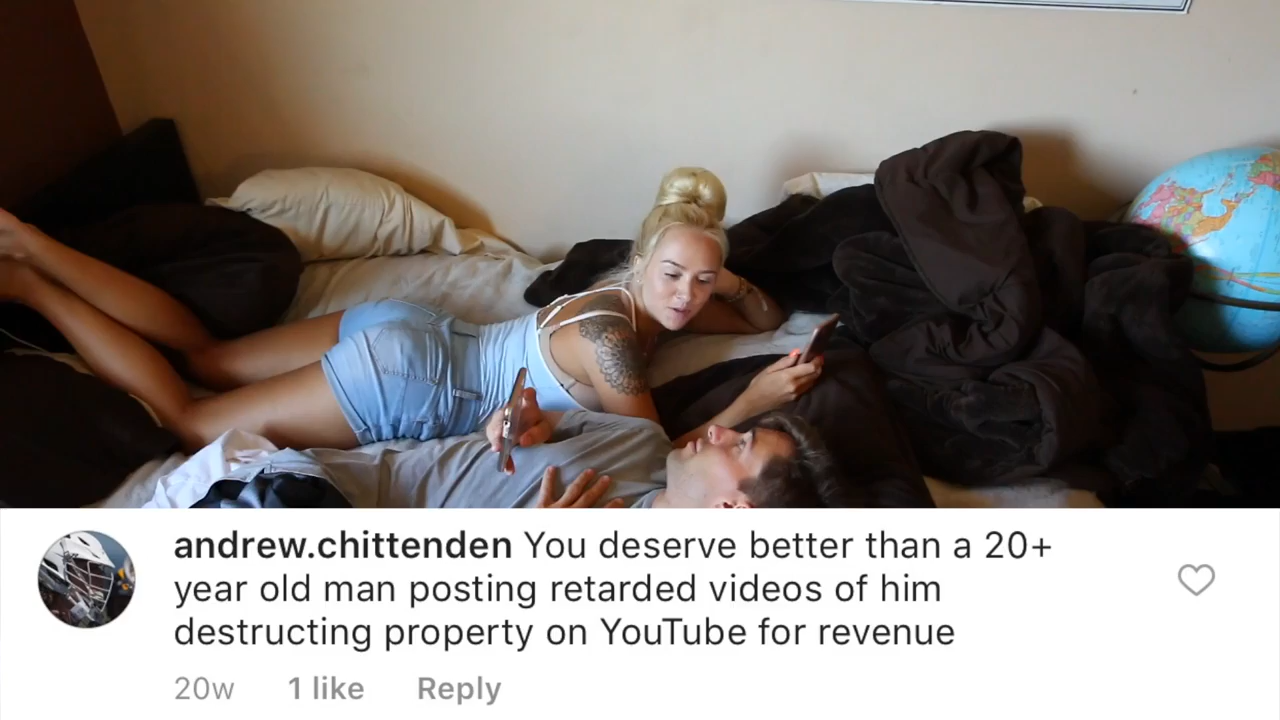 andrew.chittenden You deserve better than a 20+
year old man posting retarded videos of him
destructing property on YouTube for revenue
20w 1 like Reply